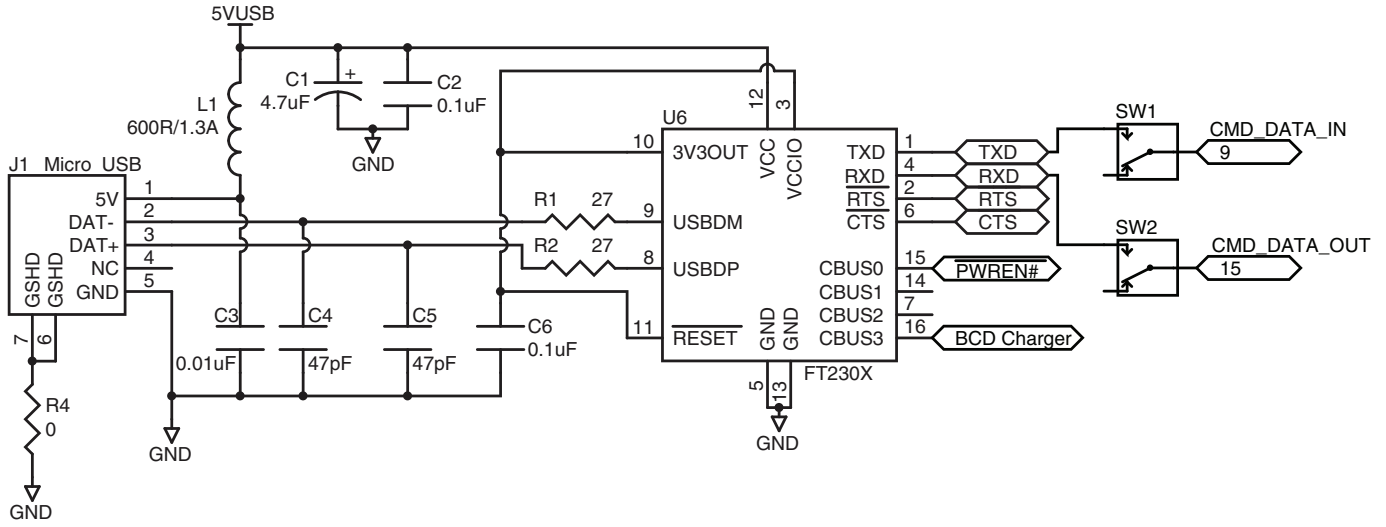 5VUSB
C1
+
4.7uF
C2
0.1uF
L1
600R/1.3A
GND
J1 Micro USB
5V 1
DAT- 2
DAT+ 3
NC 4
GND 5
GSHD 7
GSHD 6
R4
0
GND
GND
C3
0.01uF
C4
47pF
C5
47pF
C6
0.1uF
R1 27
R2 27
U6
12 VCC
3 VCCIO
10 3V3OUT
9 USBDM
8 USBDP
11 RESET
GND 5
GND 13
FT230X
GND
TXD 1 TXD
RXD 4 RXD
RTS 2 RTS
CTS 6 CTS
CBUS0 15 PWREN#
CBUS1 14
CBUS2 7
CBUS3 16 BCD Charger
SW1
CMD_DATA_IN
9
SW2
CMD_DATA_OUT
15